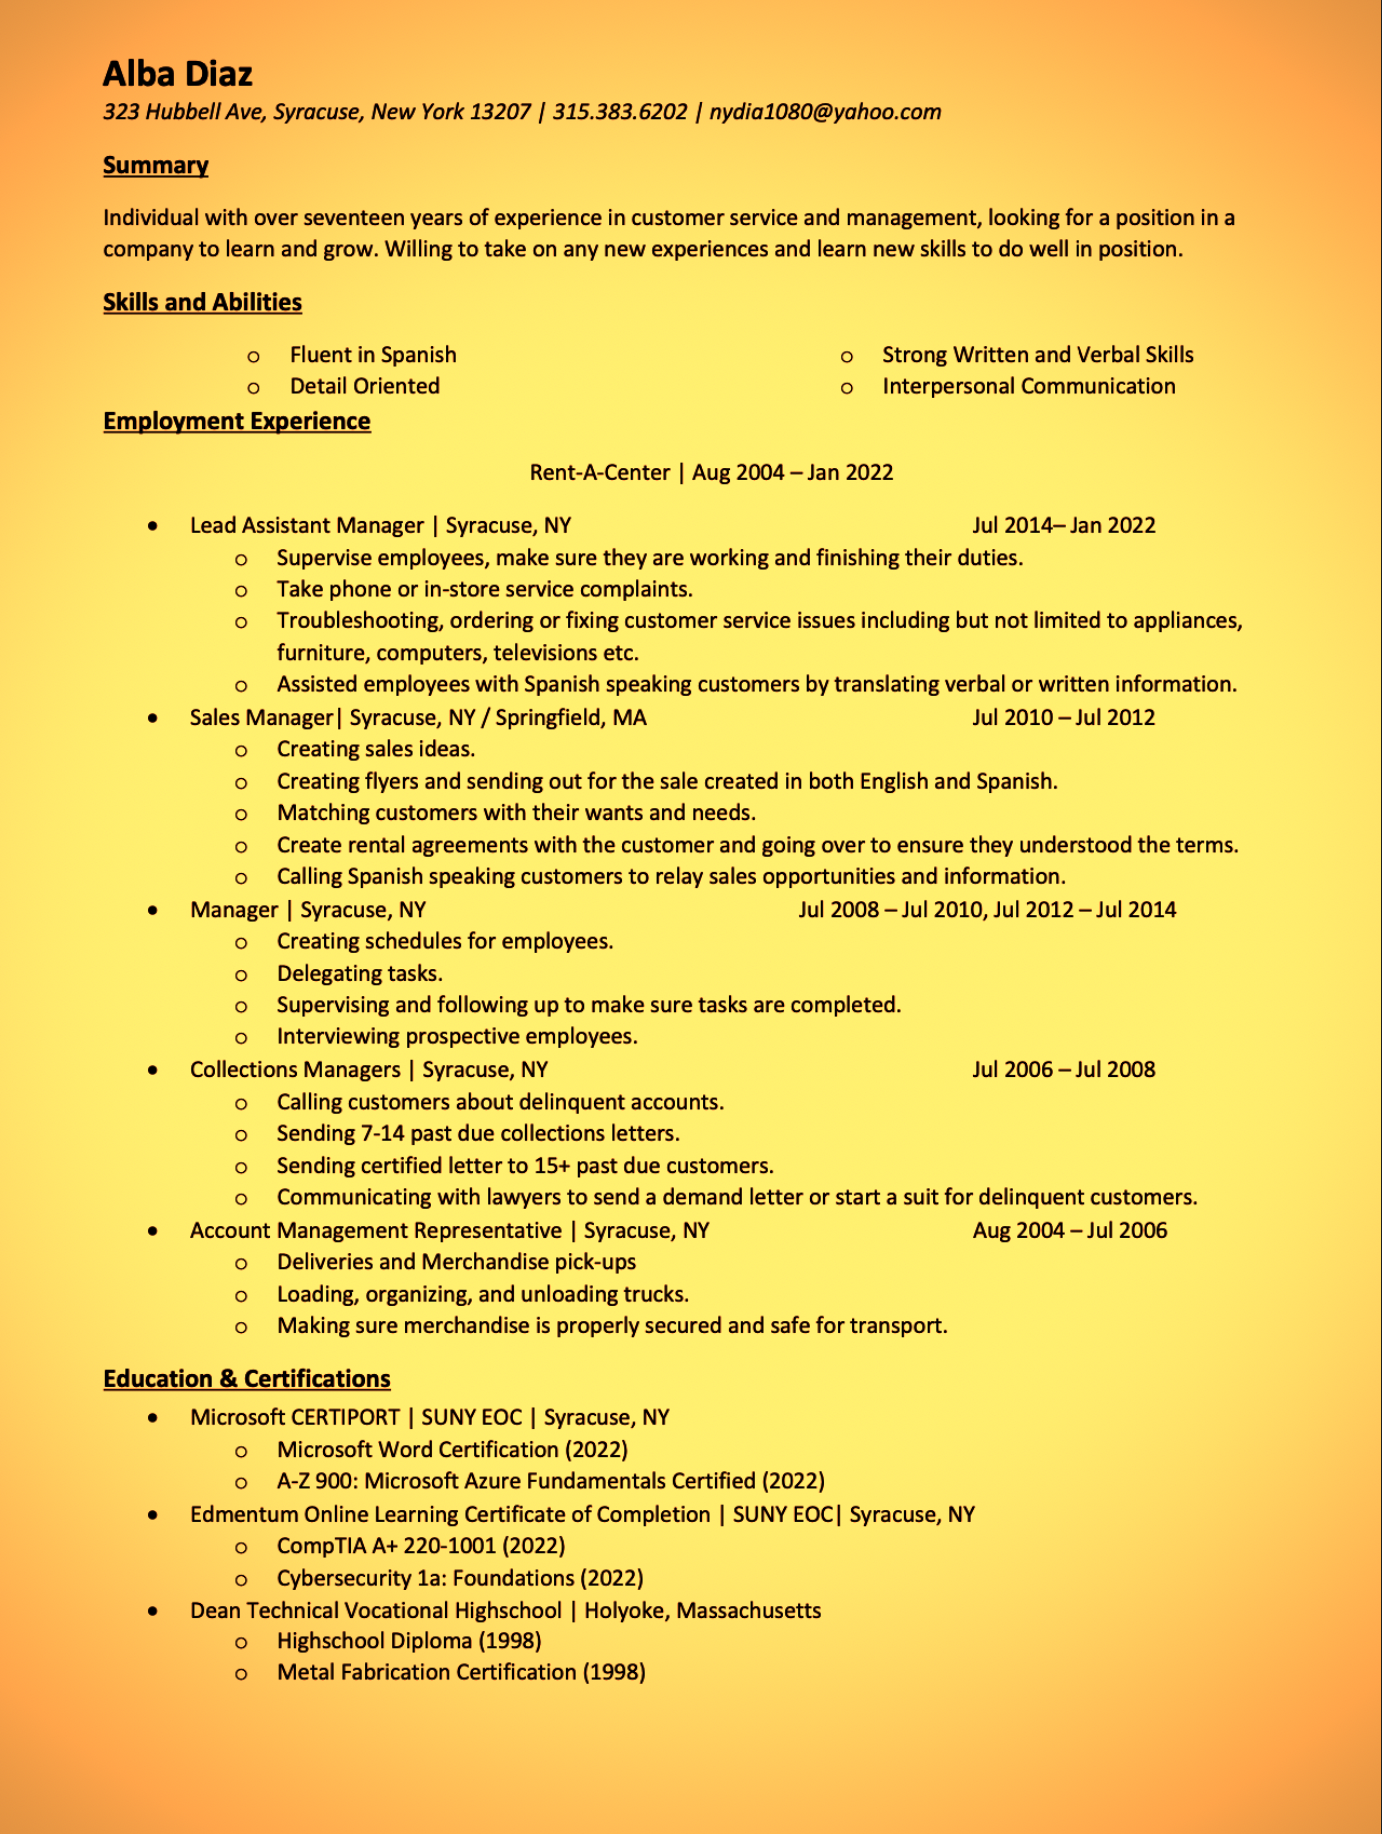 Alba Diaz
323 Hubbell Ave, Syracuse, New York 13207 | 315.383.6202 | nydia1080@yahoo.com
Summary
Individual with over seventeen years of experience in customer service and management, looking for a position in a
company to learn and grow. Willing to take on any new experiences and learn new skills to do well in position.
Skills and Abilities
o Fluent in Spanish
o Detail Oriented
o Strong Written and Verbal Skills
o Interpersonal Communication
Employment Experience
Rent-A-Center | Aug 2004 – Jan 2022
• Lead Assistant Manager | Syracuse, NY Jul 2014– Jan 2022
o Supervise employees, make sure they are working and finishing their duties.
o Take phone or in-store service complaints.
o Troubleshooting, ordering or fixing customer service issues including but not limited to appliances,
furniture, computers, televisions etc.
o Assisted employees with Spanish speaking customers by translating verbal or written information.
• Sales Manager| Syracuse, NY / Springfield, MA Jul 2010 – Jul 2012
o Creating sales ideas.
o Creating flyers and sending out for the sale created in both English and Spanish.
o Matching customers with their wants and needs.
o Create rental agreements with the customer and going over to ensure they understood the terms.
o Calling Spanish speaking customers to relay sales opportunities and information.
• Manager | Syracuse, NY Jul 2008 – Jul 2010, Jul 2012 – Jul 2014
o Creating schedules for employees.
o Delegating tasks.
o Supervising and following up to make sure tasks are completed.
o Interviewing prospective employees.
• Collections Managers | Syracuse, NY Jul 2006 – Jul 2008
o Calling customers about delinquent accounts.
o Sending 7-14 past due collections letters.
o Sending certified letter to 15+ past due customers.
o Communicating with lawyers to send a demand letter or start a suit for delinquent customers.
• Account Management Representative | Syracuse, NY Aug 2004 – Jul 2006
o Deliveries and Merchandise pick-ups
o Loading, organizing, and unloading trucks.
o Making sure merchandise is properly secured and safe for transport.
Education & Certifications
• Microsoft CERTIPORT | SUNY EOC | Syracuse, NY
o Microsoft Word Certification (2022)
o A-Z 900: Microsoft Azure Fundamentals Certified (2022)
• Edmentum Online Learning Certificate of Completion | SUNY EOC| Syracuse, NY
o CompTIA A+ 220-1001 (2022)
o Cybersecurity 1a: Foundations (2022)
• Dean Technical Vocational Highschool | Holyoke, Massachusetts
o Highschool Diploma (1998)
o Metal Fabrication Certification (1998)